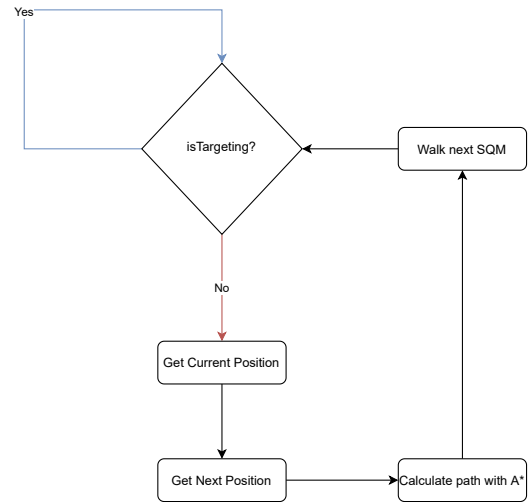 Yes
isTargeting?
Walk next SQM
No
Get Current Position
Get Next Position
Calculate path with A*